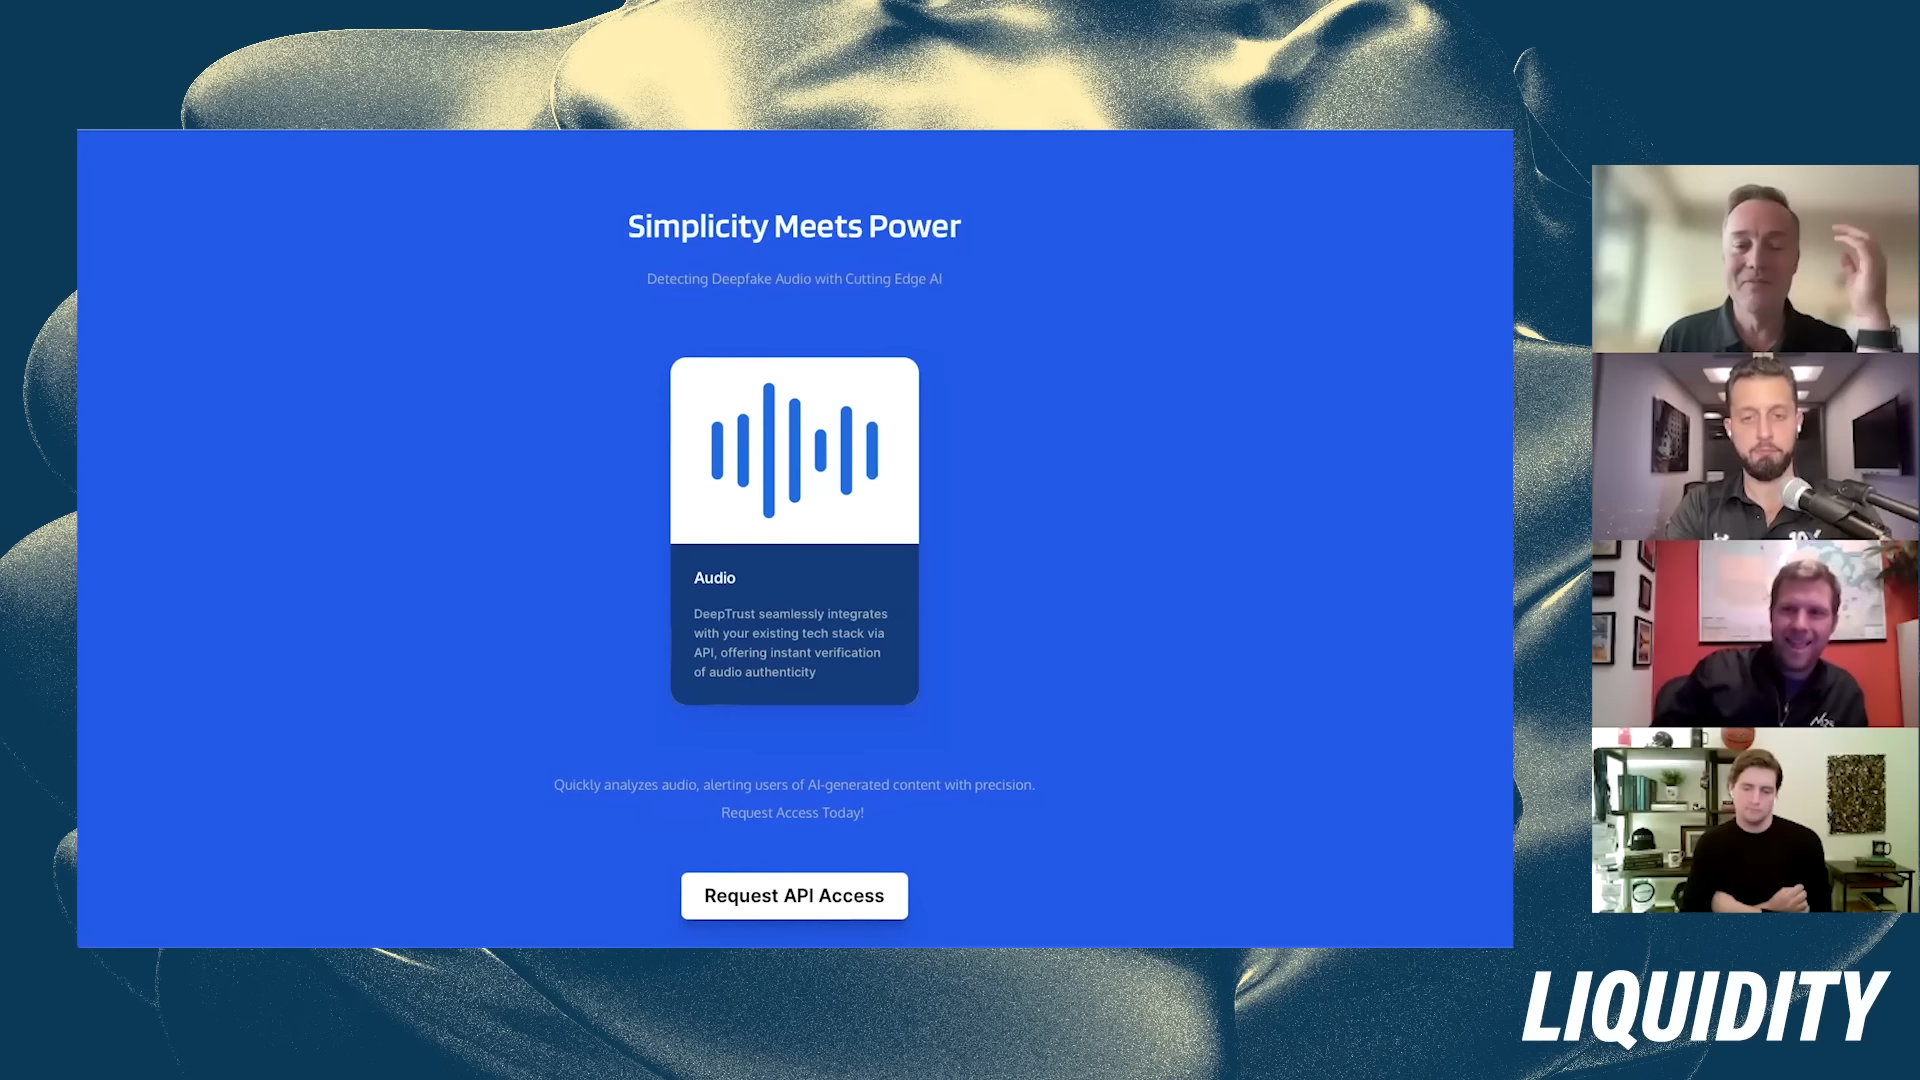 Simplicity Meets Power
Detecting Deepfake Audio with Cutting Edge AI
Audio
DeepTrust seamlessly integrates
with your existing tech stack via
API, offering instant verification
of audio authenticity
Quickly analyzes audio, alerting users of AI-generated content with precision.
Request Access Today!
Request API Access
LIQUIDITY